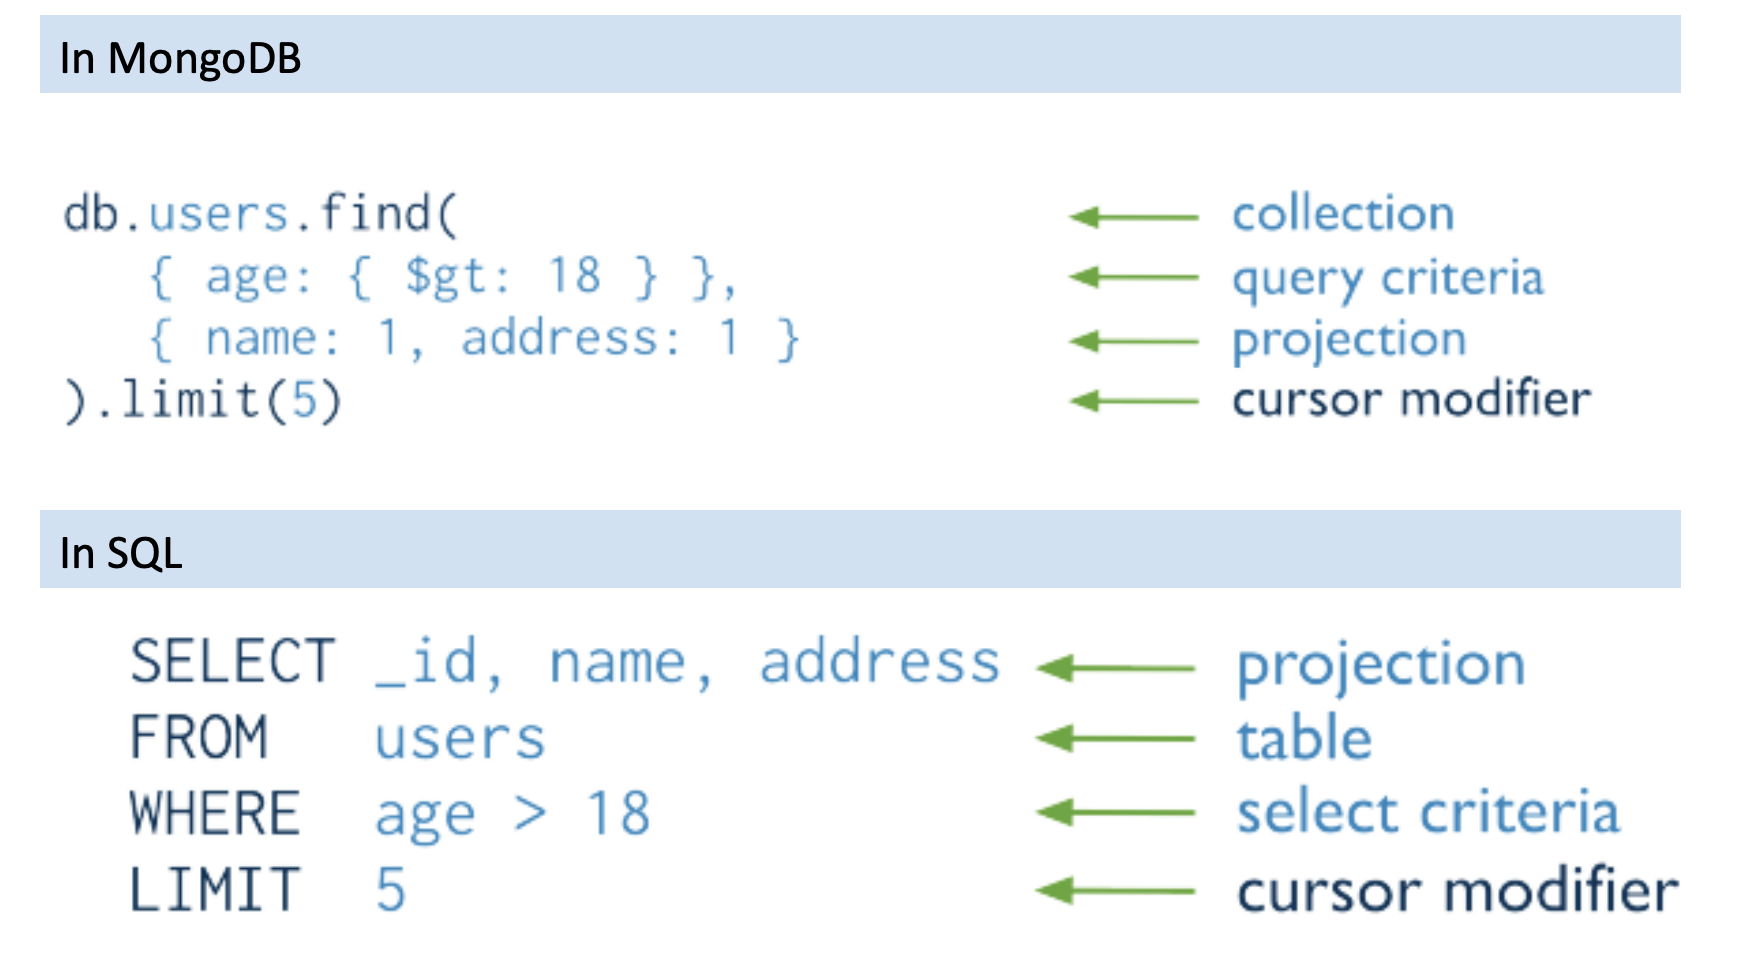 In MongoDB
db.users.find( collection
{ age: { $gt: 18 } }, query criteria
{ name: 1, address: 1 } projection
).limit(5) cursor modifier
In SQL
SELECT _id, name, address projection
FROM users table
WHERE age > 18 select criteria
LIMIT 5 cursor modifier